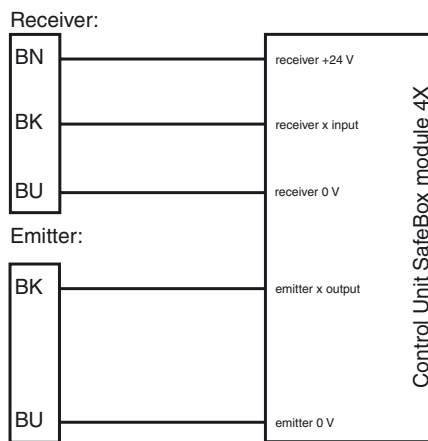 Receiver:
BN
receiver +24 V
BK
receiver x input
BU
receiver 0 V
Emitter:
BK
emitter x output
BU
emitter 0 V
Control Unit SafeBox module 4X